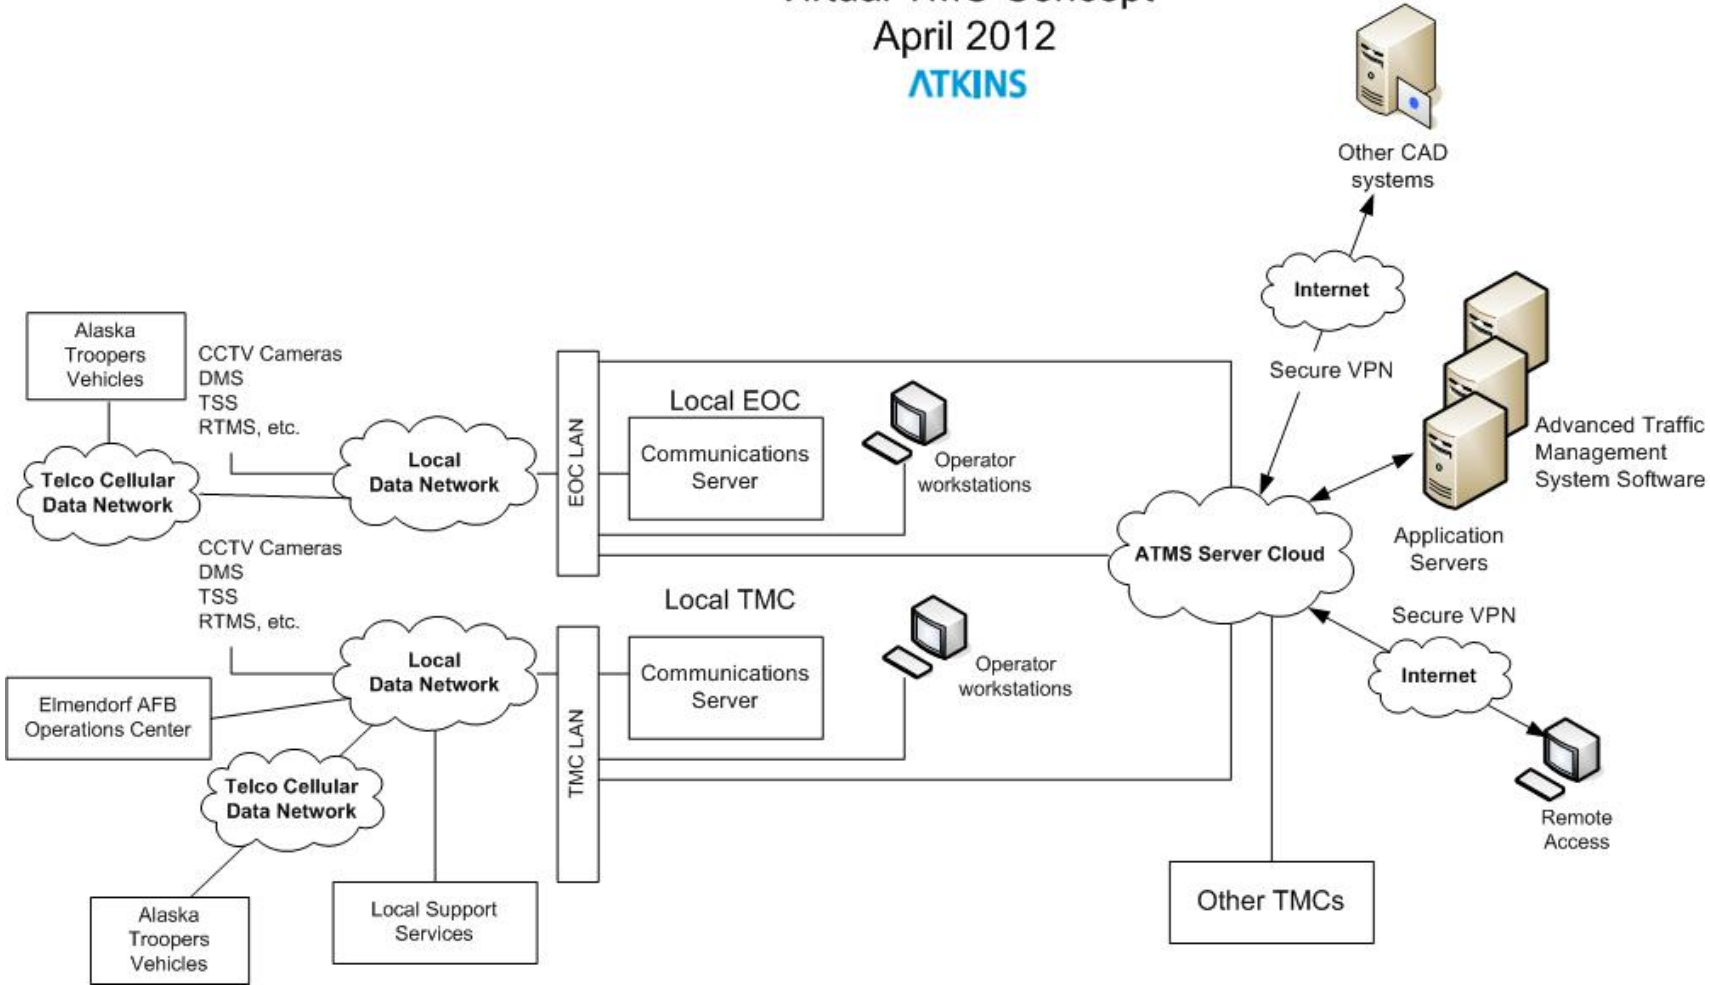 Virtual TMC Concept
April 2012
ATKINS
Other CAD
systems
Internet
Secure VPN
Advanced Traffic
Management
System Software
Application
Servers
Alaska
Troopers
Vehicles
CCTV Cameras
DMS
TSS
RTMS, etc.
Telco Cellular
Data Network
Local
Data Network
EOC LAN
Local EOC
Communications
Server
Operator
workstations
ATMS Server Cloud
CCTV Cameras
DMS
TSS
RTMS, etc.
Local
Data Network
Elmendorf AFB
Operations Center
Telco Cellular
Data Network
Alaska
Troopers
Vehicles
Local Support
Services
TMC LAN
Local TMC
Communications
Server
Operator
workstations
Secure VPN
Internet
Remote
Access
Other TMCs